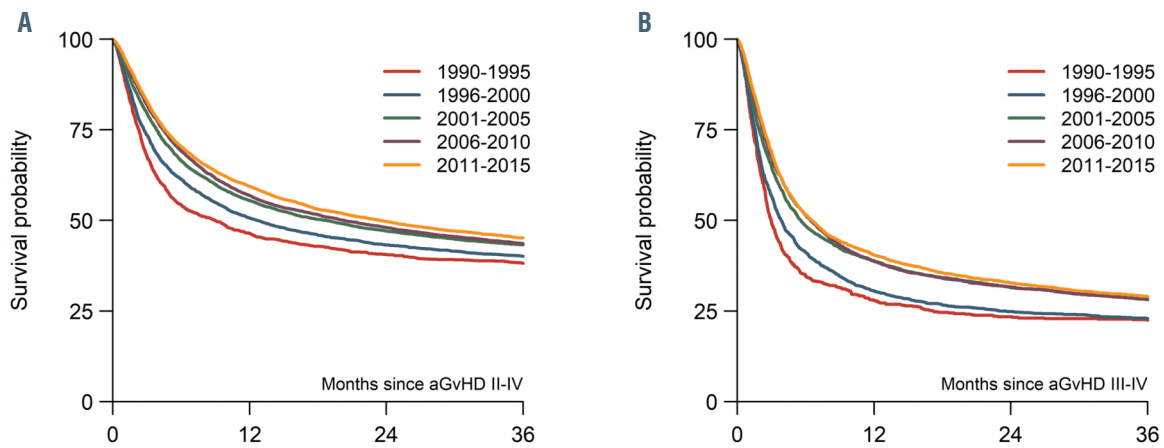 A
Survival probability
100
75
50
25
0
1990-1995
1996-2000
2001-2005
2006-2010
2011-2015
Months since aGvHD II-IV
0 12 24 36
B
Survival probability
100
75
50
25
0
1990-1995
1996-2000
2001-2005
2006-2010
2011-2015
Months since aGvHD III-IV
0 12 24 36